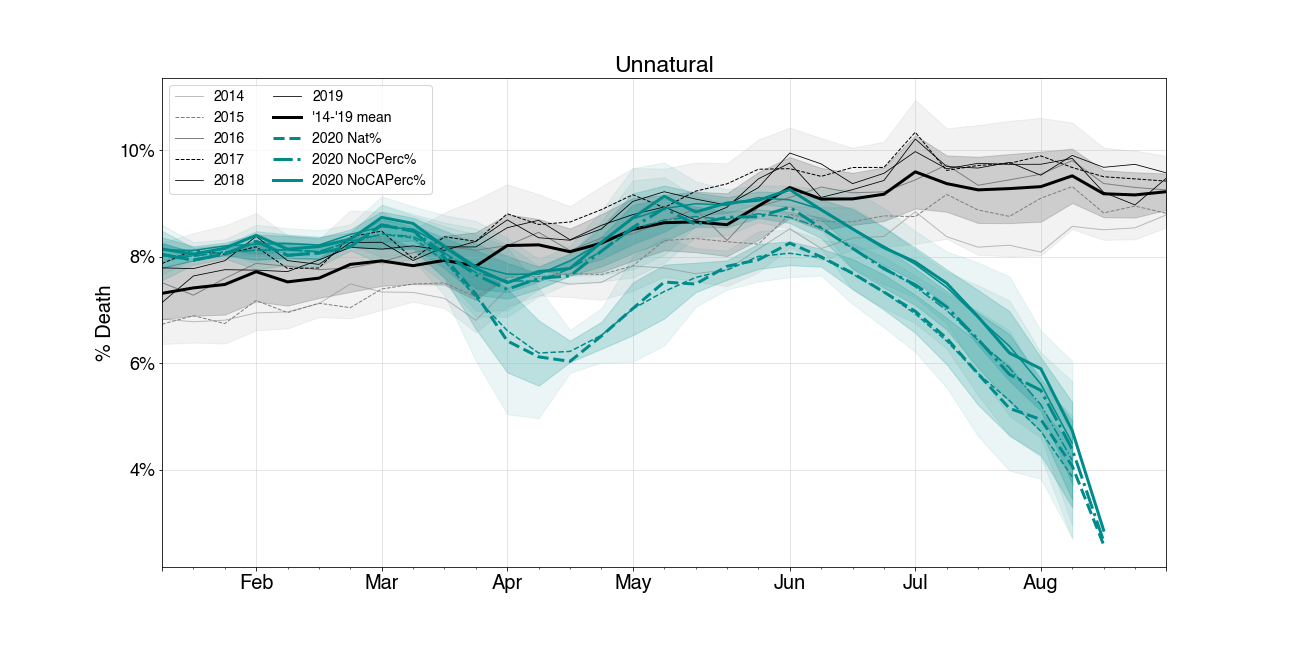 Unnatural
2014
2015
2016
2017
2018
2019
'14-'19 mean
2020 Nat%
2020 NoCPerc%
2020 NoCAPerc%
% Death
10%
8%
6%
4%
Feb Mar Apr May Jun Jul Aug